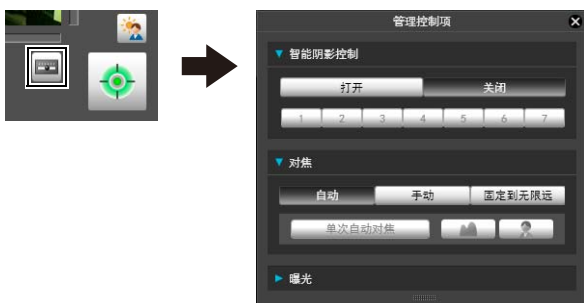 管理控制项
智能阴影控制
打开 关闭
1 2 3 4 5 6 7
对焦
自动 手动 固定到无限远
单次自动对焦
曝光